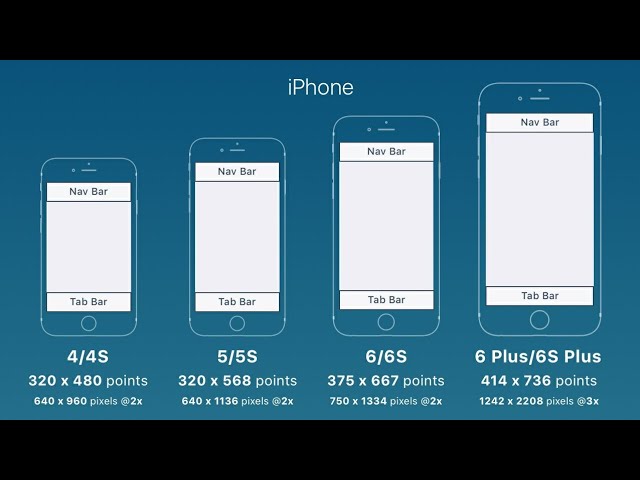 iPhone
Nav Bar
Tab Bar
4/4S
320 x 480 points
640 x 960 pixels @2x
Nav Bar
Tab Bar
5/5S
320 x 568 points
640 x 1136 pixels @2x
Nav Bar
Tab Bar
6/6S
375 x 667 points
750 x 1334 pixels @2x
Nav Bar
Tab Bar
6 Plus/6S Plus
414 x 736 points
1242 x 2208 pixels @3x